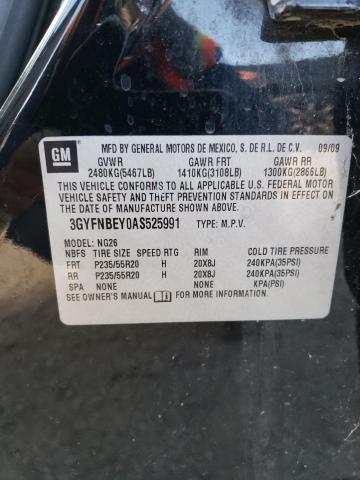 GM
MFD BY GENERAL MOTORS DE MEXICO, S. DE R.L. DE C.V. 09/09
GVWR GAWR FRT GAWR RR
2480KG(5467LB) 1410KG(3108LB) 1300KG(2866LB)
THIS VEHICLE CONFORMS TO ALL APPLICABLE U.S. FEDERAL MOTOR
VEHICLE SAFETY AND THEFT PREVENTION STANDARDS IN EFFECT ON
THE DATE OF MANUFACTURE SHOWN ABOVE.
3GYFNBEY0AS525991 TYPE: M.P.V.
MODEL: NG26
NBFS TIRE SIZE SPEED RTG RIM COLD TIRE PRESSURE
FRT P235/55R20 H 20X8J 240KPA(35PSI)
RR P235/55R20 H 20X8J 240KPA(35PSI)
SPA NONE NONE KPA(PSI)
SEE OWNER'S MANUAL FOR MORE INFORMATION.